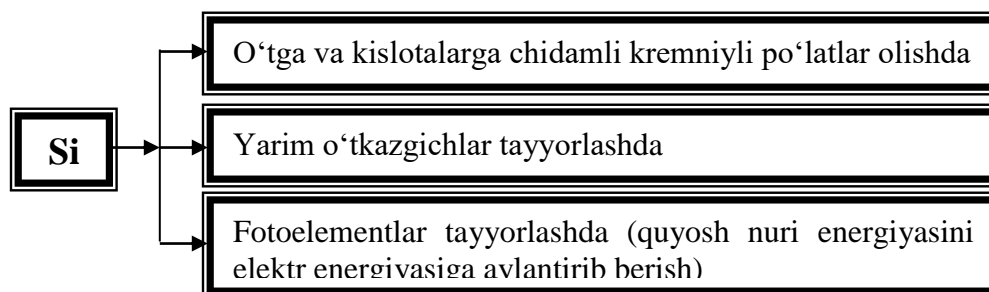 O‘tga va kislotalarga chidamli kremniyli po‘latlar olishda
Si
Yarim o‘tkazgichlar tayyorlashda
Fotoelementlar tayyorlashda (quyosh nuri energiyasini
elektr energiyasiga aylantirib berish)